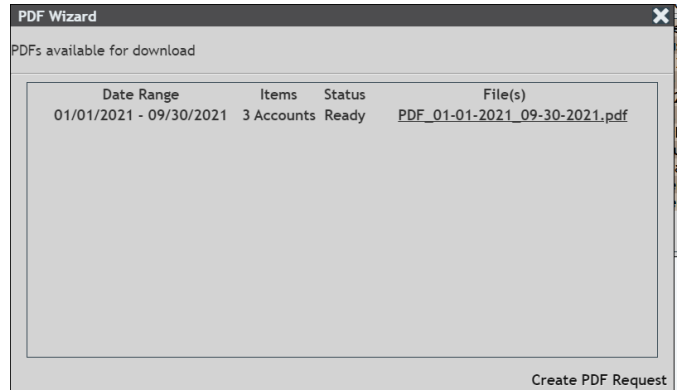 PDF Wizard
PDFs available for download
Date Range Items Status File(s)
01/01/2021 - 09/30/2021 3 Accounts Ready PDF_01-01-2021_09-30-2021.pdf
Create PDF Request